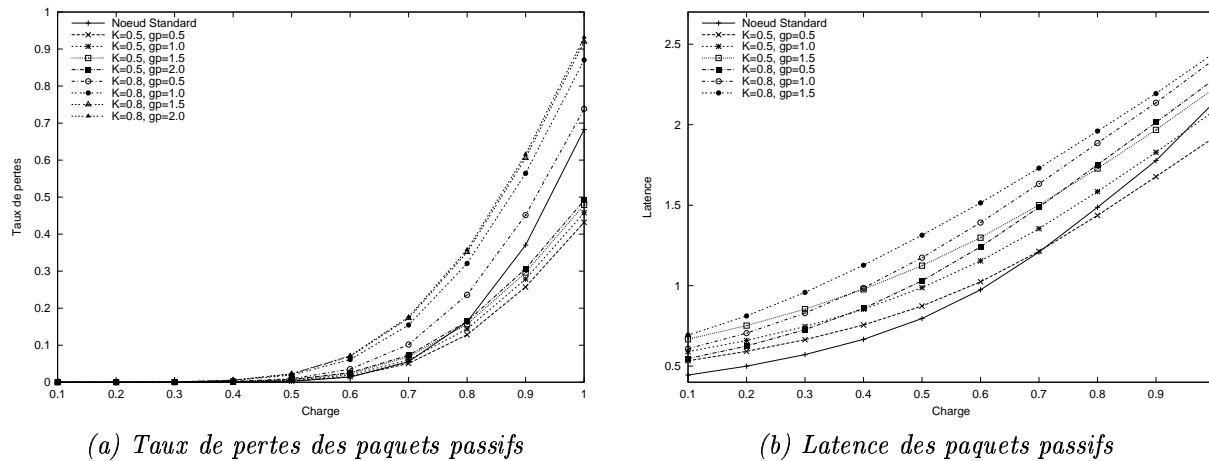 1
0.9
0.8
0.7
0.6
0.5
0.4
0.3
0.2
0.1
0
Taux de pertes
Noeud Standard
K=0.5, gp=0.5
K=0.5, gp=1.0
K=0.5, gp=1.5
K=0.5, gp=2.0
K=0.8, gp=0.5
K=0.8, gp=1.0
K=0.8, gp=1.5
K=0.8, gp=2.0
0.1 0.2 0.3 0.4 0.5 0.6 0.7 0.8 0.9 1
Charge
(a) Taux de pertes des paquets passifs
2.5
2
1.5
1
0.5
Latence
Noeud Standard
K=0.5, gp=0.5
K=0.5, gp=1.0
K=0.5, gp=1.5
K=0.8, gp=0.5
K=0.8, gp=1.0
K=0.8, gp=1.5
0.1 0.2 0.3 0.4 0.5 0.6 0.7 0.8 0.9
Charge
(b) Latence des paquets passifs